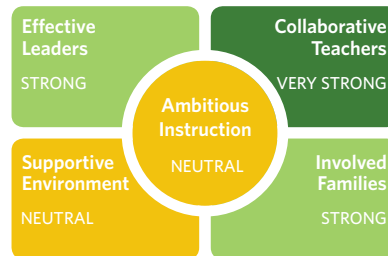 Effective
Leaders
STRONG
Collaborative
Teachers
VERY STRONG
Ambitious
Instruction
NEUTRAL
Supportive
Environment
NEUTRAL
Involved
Families
STRONG